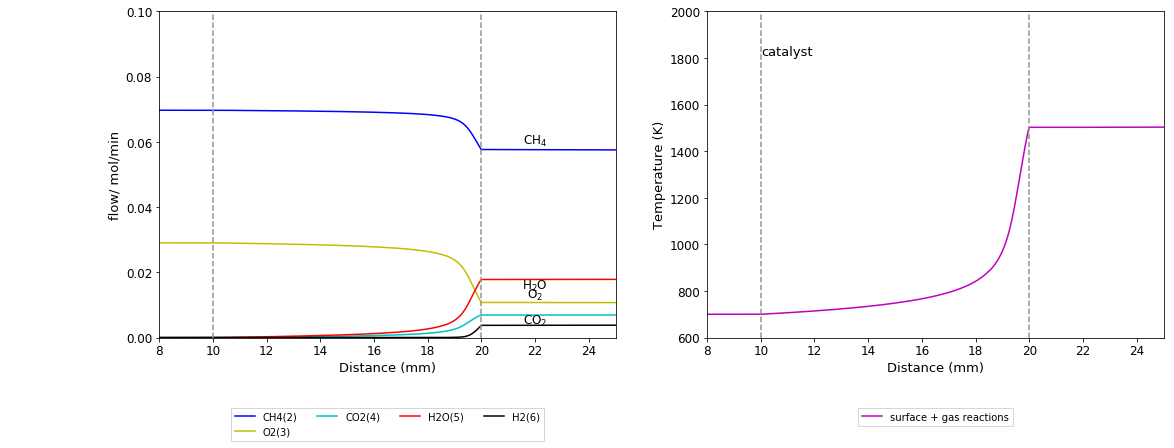 0.10
0.08
0.06
0.04
0.02
0.00
flow/ mol/min
CH₄
H₂O
O₂
CO₂
8 10 12 14 16 18 20 22 24
Distance (mm)
CH4(2) CO2(4) H2O(5) H2(6)
O2(3)
2000
1800
1600
1400
1200
1000
800
600
Temperature (K)
catalyst
8 10 12 14 16 18 20 22 24
Distance (mm)
surface + gas reactions